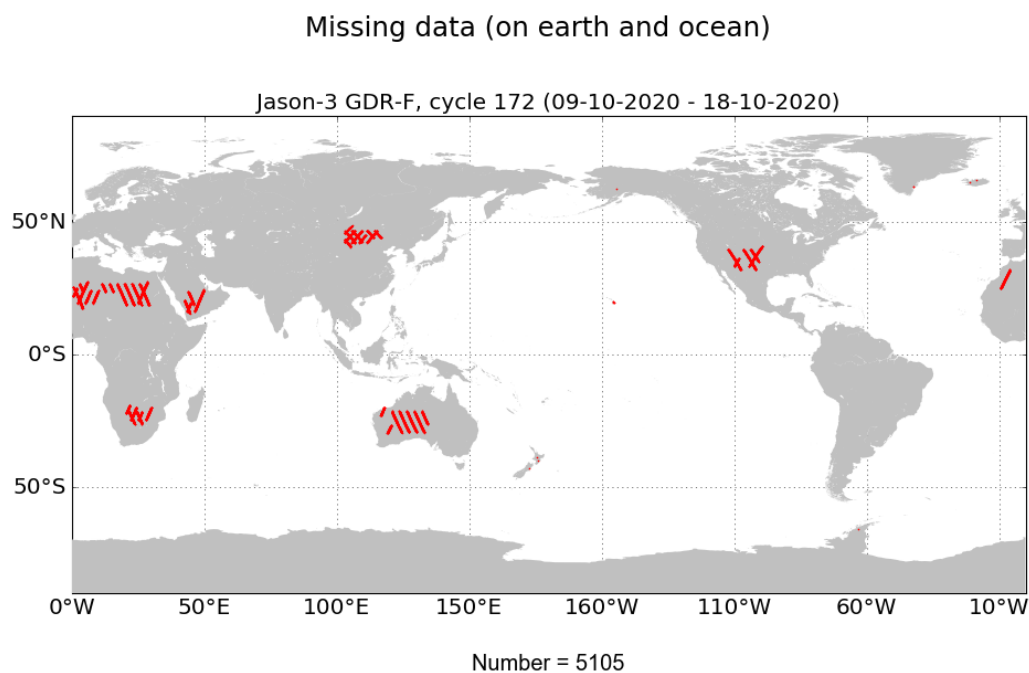 Missing data (on earth and ocean)
Jason-3 GDR-F, cycle 172 (09-10-2020 - 18-10-2020)
50°N
0°S
50°S
0°W 50°E 100°E 150°E 160°W 110°W 60°W 10°W
Number = 5105